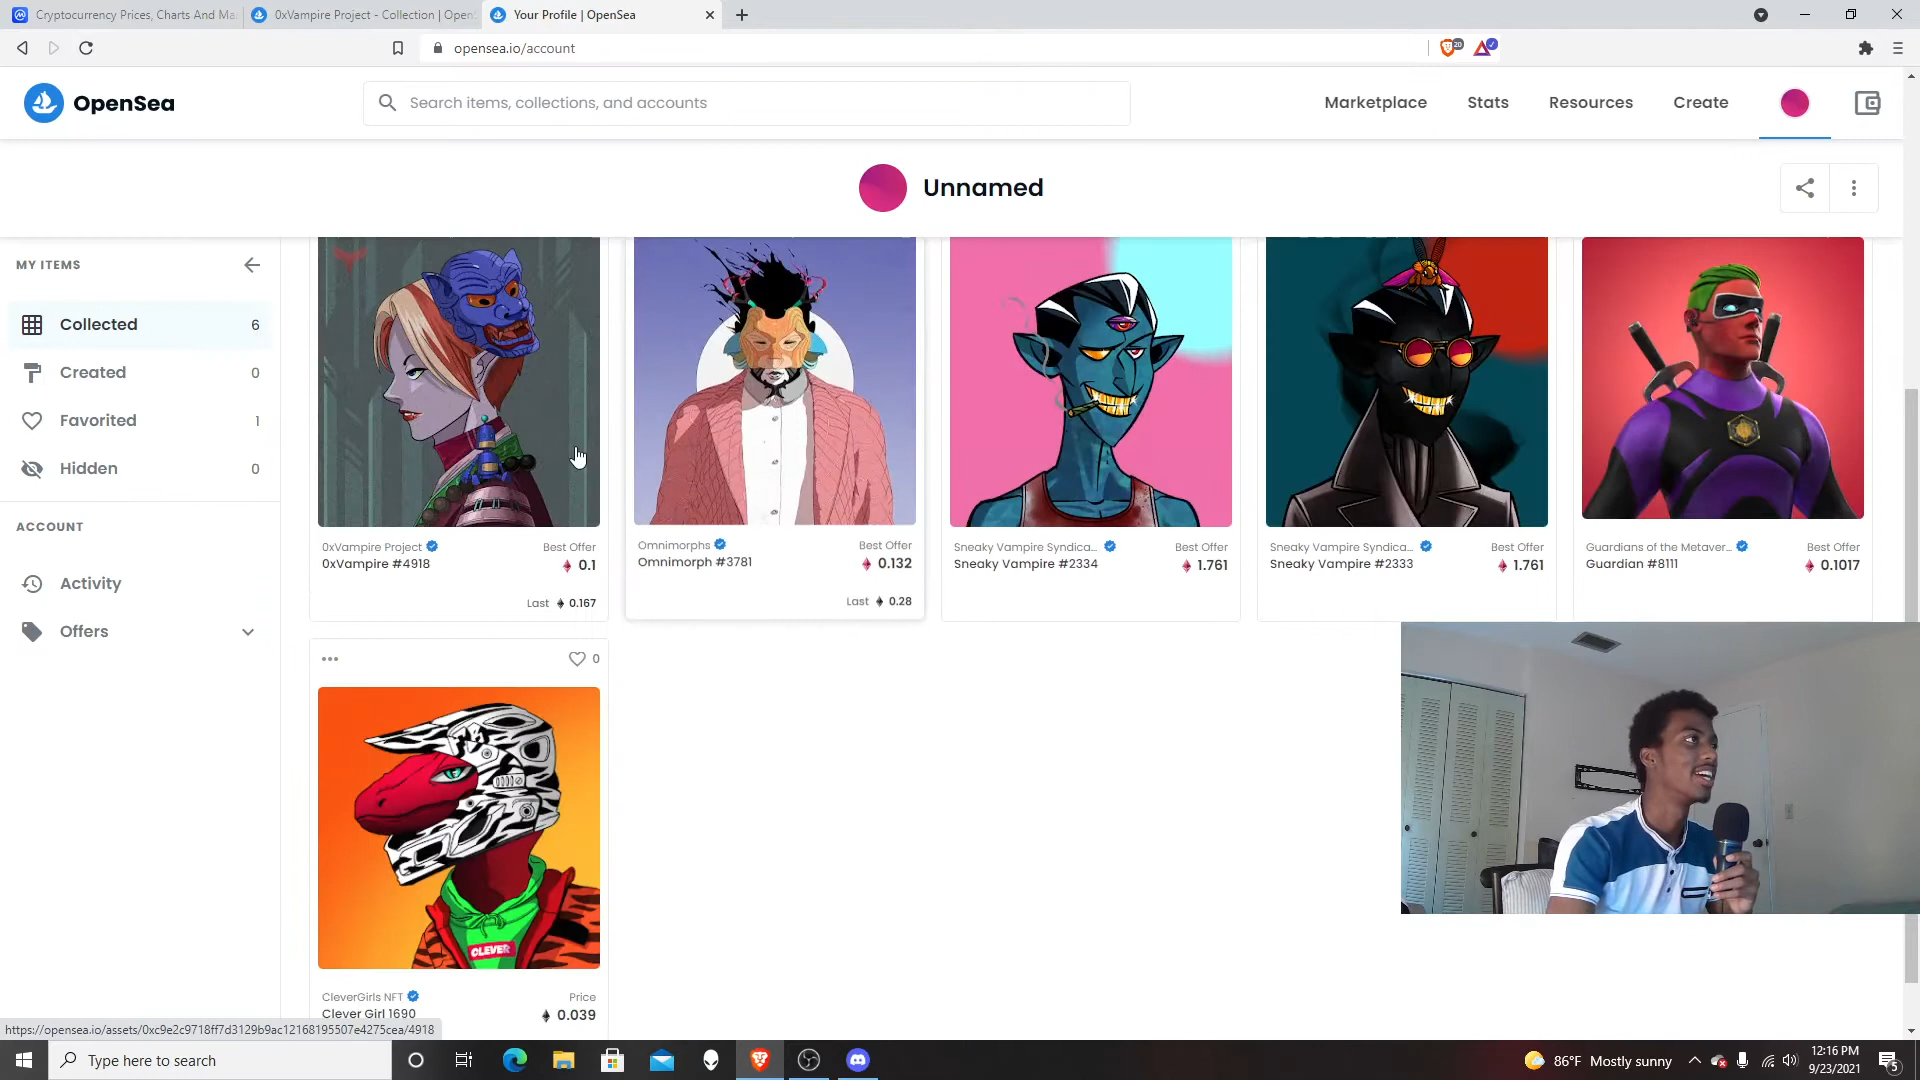 Cryptocurrency Prices, Charts And Ma
0xVampire Project - Collection | Open
Your Profile | OpenSea
opensea.io/account
20
OpenSea
Search items, collections, and accounts
Marketplace
Stats
Resources
Create
Unnamed
MY ITEMS
Collected 6
Created 0
Favorited 1
Hidden 0
ACCOUNT
Activity
Offers
0xVampire Project Best Offer
0xVampire #4918 0.1
Last 0.167
Omnimorphs Best Offer
Omnimorph #3781 0.132
Last 0.28
Sneaky Vampire Syndica... Best Offer
Sneaky Vampire #2334 1.761
Sneaky Vampire Syndica... Best Offer
Sneaky Vampire #2333 1.761
Guardians of the Metaver... Best Offer
Guardian #8111 0.1017
0
CLEVER
CleverGirls NFT Price
Clever Girl 1690 0.039
https://opensea.io/assets/0xc9e2c9718ff7d3129b9ac12168195507e4275cea/4918
Type here to search
86°F Mostly sunny
12:16 PM
9/23/2021
5